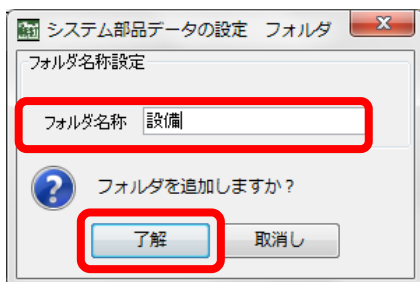 システム部品データの設定　フォルダ
フォルダ名称設定
フォルダ名称 設備
フォルダを追加しますか？
了解 取消し